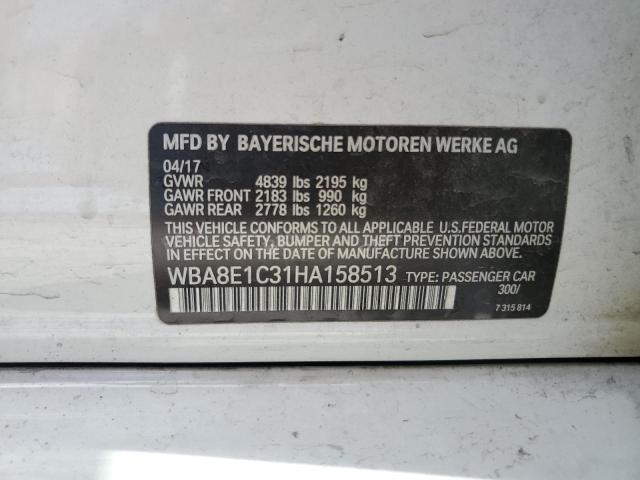 MFD BY BAYERISCHE MOTOREN WERKE AG
04/17
GVWR 4839 lbs 2195 kg
GAWR FRONT 2183 lbs 990 kg
GAWR REAR 2778 lbs 1260 kg
THIS VEHICLE CONFORMS TO ALL APPLICABLE U.S.FEDERAL MOTOR
VEHICLE SAFETY, BUMPER AND THEFT PREVENTION STANDARDS
IN EFFECT ON THE DATE OF MANUFACTURE SHOWN ABOVE.
WBA8E1C31HA158513 TYPE: PASSENGER CAR
300/
7 315 814